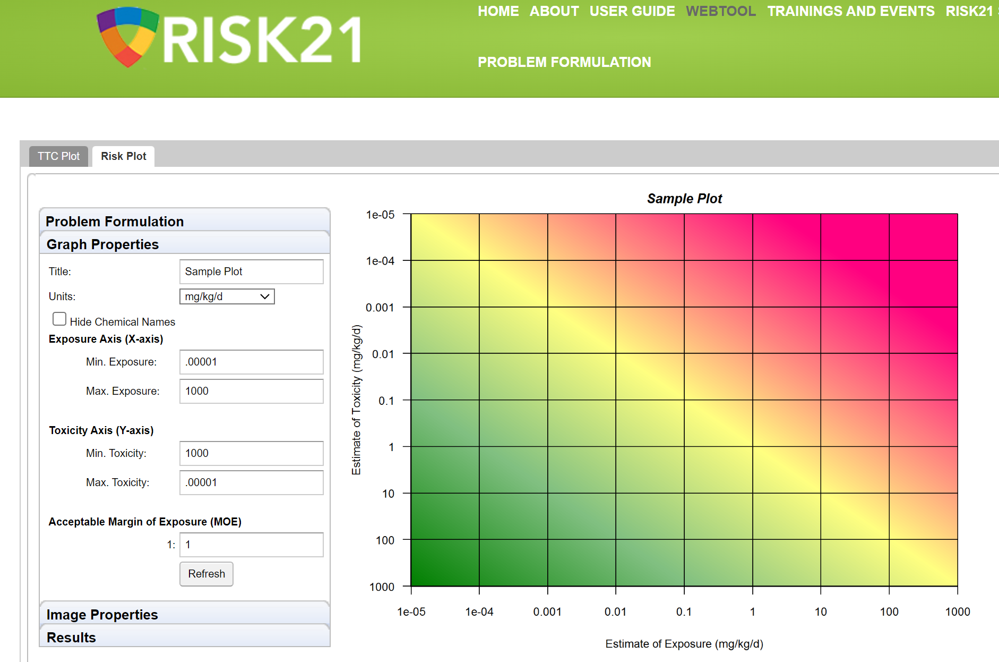 RISK21
HOME ABOUT USER GUIDE WEBTOOL TRAININGS AND EVENTS RISK21
PROBLEM FORMULATION
TTC Plot Risk Plot
Problem Formulation
Graph Properties
Title: Sample Plot
Units: mg/kg/d
Hide Chemical Names
Exposure Axis (X-axis)
Min. Exposure: .00001
Max. Exposure: 1000
Toxicity Axis (Y-axis)
Min. Toxicity: 1000
Max. Toxicity: .00001
Acceptable Margin of Exposure (MOE)
1: 1
Refresh
Image Properties
Results
Sample Plot
Estimate of Toxicity (mg/kg/d)
1e-05
1e-04
0.001
0.01
0.1
1
10
100
1000
1e-05 1e-04 0.001 0.01 0.1 1 10 100 1000
Estimate of Exposure (mg/kg/d)